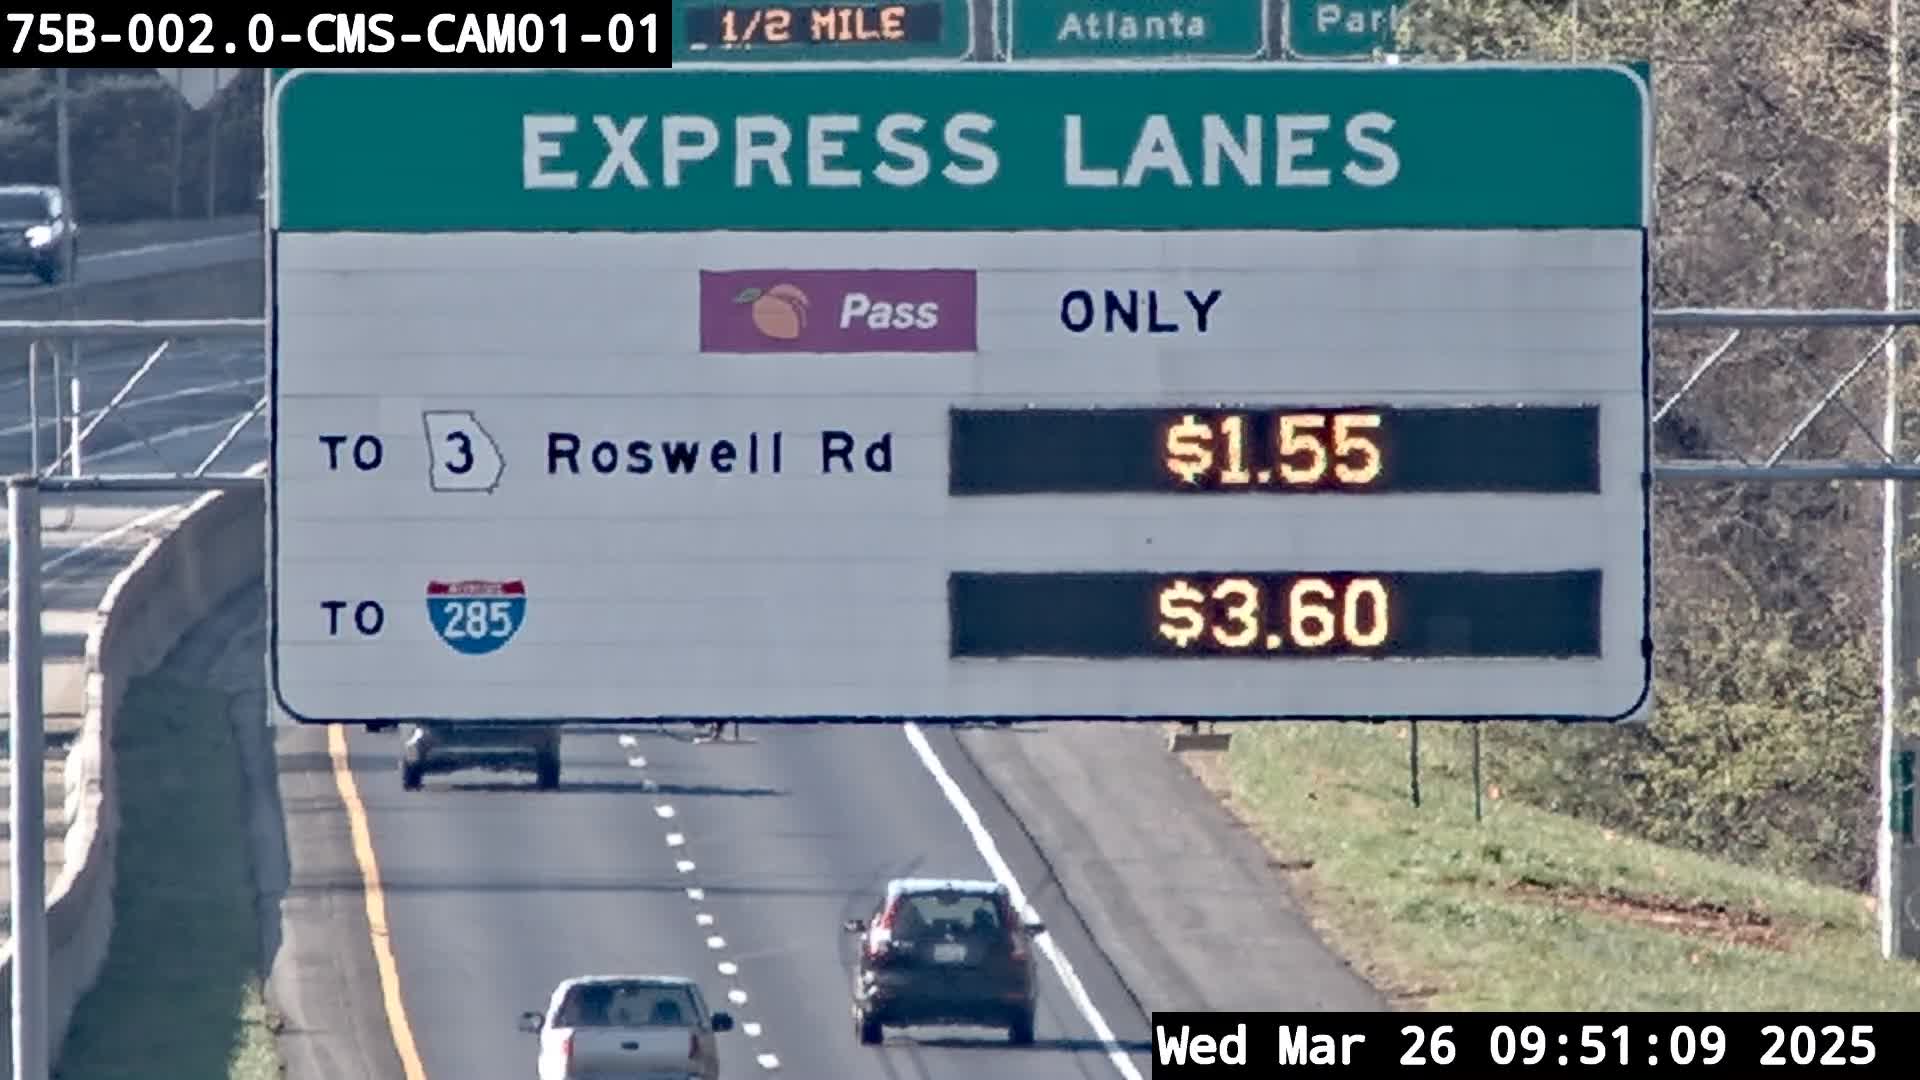 75B-002.0-CMS-CAM01-01
1/2 MILE
Atlanta
EXPRESS LANES
Pass ONLY
TO 3 Roswell Rd $1.55
TO 285 $3.60
Wed Mar 26 09:51:09 2025